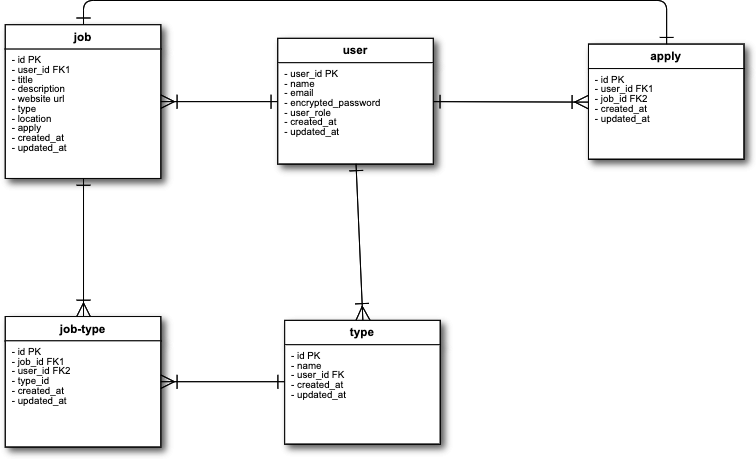 job
- id PK
- user_id FK1
- title
- description
- website url
- type
- location
- apply
- created_at
- updated_at
user
- user_id PK
- name
- email
- encrypted_password
- user_role
- created_at
- updated_at
apply
- id PK
- user_id FK1
- job_id FK2
- created_at
- updated_at
job-type
- id PK
- job_id FK1
- user_id FK2
- type_id
- created_at
- updated_at
type
- id PK
- name
- user_id FK
- created_at
- updated_at